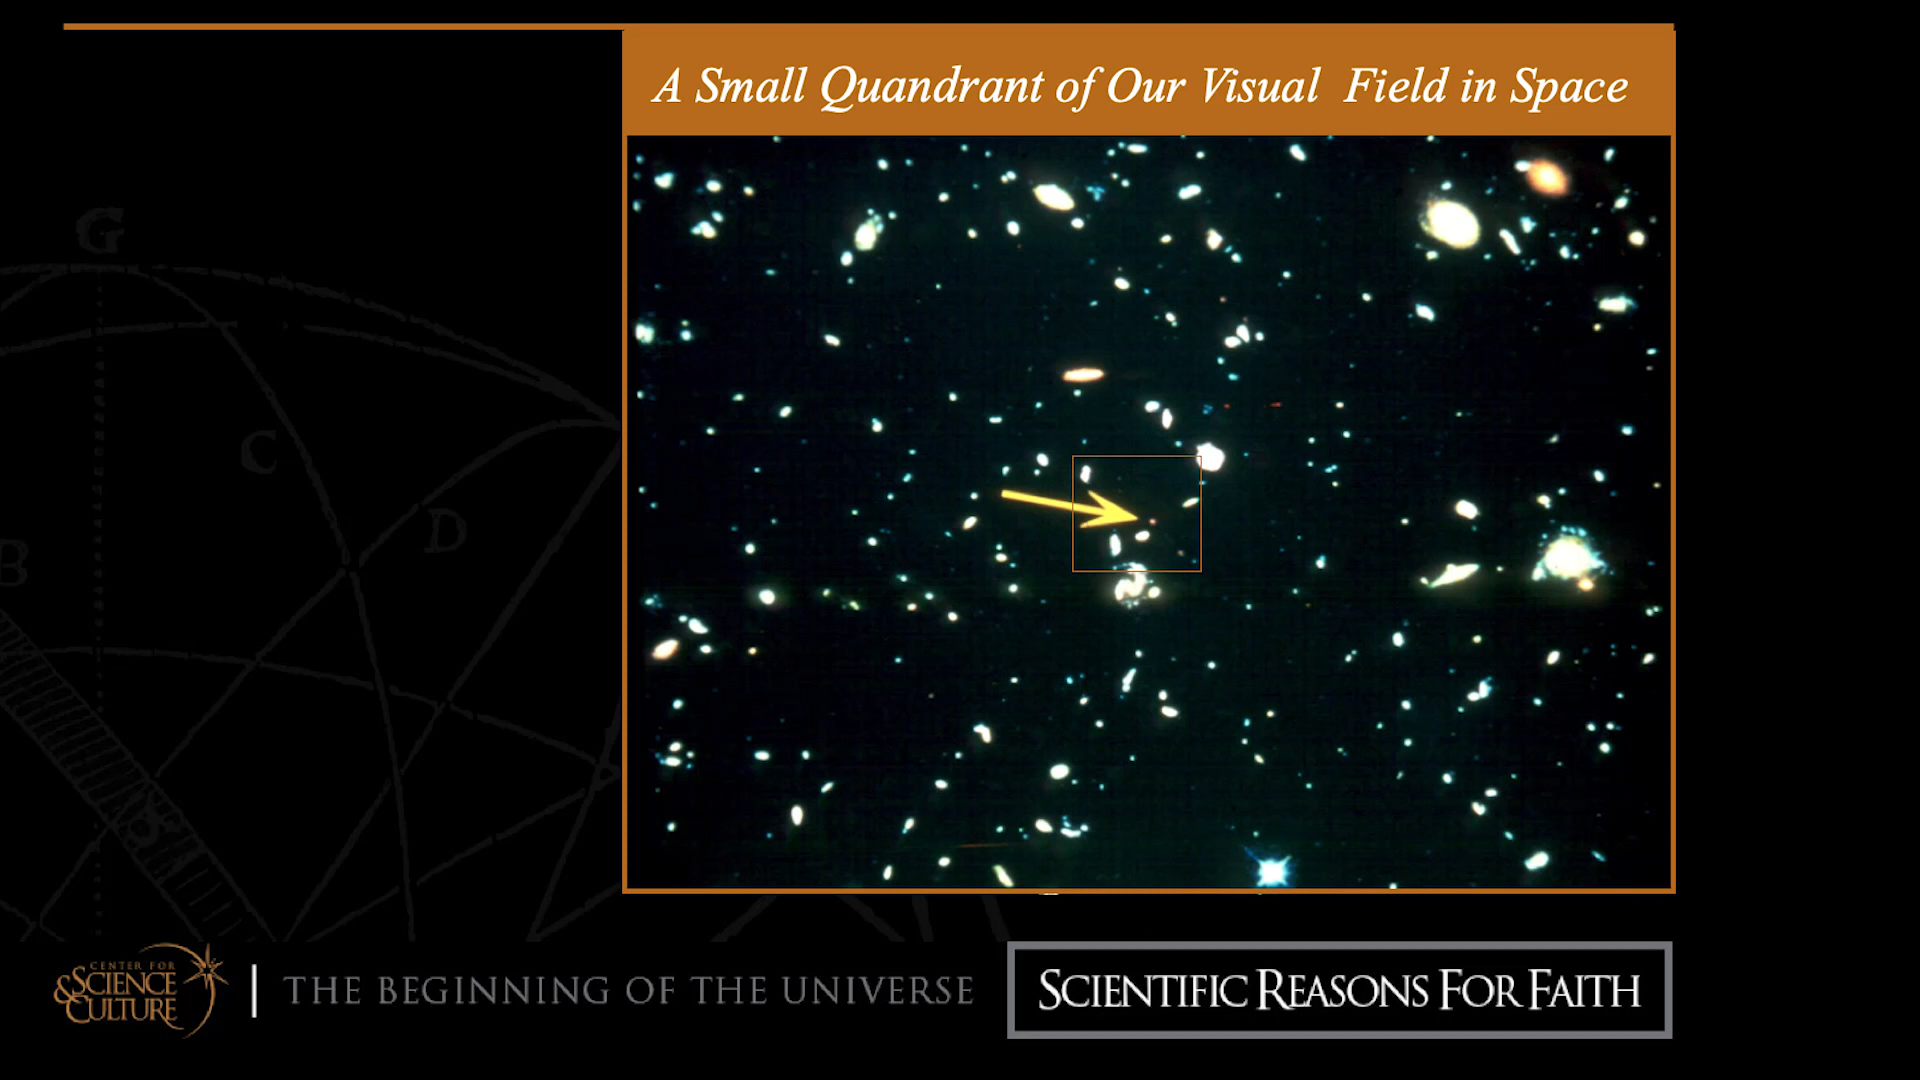 A Small Quandrant of Our Visual Field in Space
G
C
D
B
CENTER FOR
SCIENCE
& CULTURE
THE BEGINNING OF THE UNIVERSE
SCIENTIFIC REASONS FOR FAITH